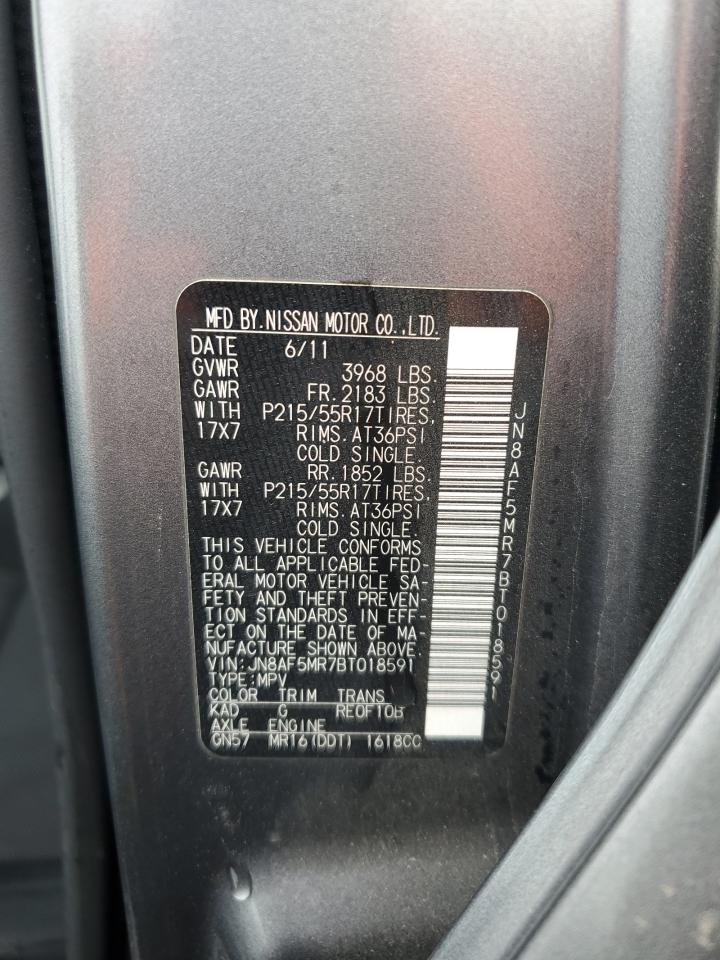 MFD BY.NISSAN MOTOR CO.,LTD.
DATE 6/11
GVWR 3968 LBS.
GAWR FR.2183 LBS.
WITH P215/55R17TIRES,
17X7 RIMS.AT36PSI
COLD SINGLE.
GAWR RR.1852 LBS.
WITH P215/55R17TIRES,
17X7 RIMS.AT36PSI
COLD SINGLE.
THIS VEHICLE CONFORMS
TO ALL APPLICABLE FED-
ERAL MOTOR VEHICLE SA-
FETY AND THEFT PREVEN-
TION STANDARDS IN EFF-
ECT ON THE DATE OF MA-
NUFACTURE SHOWN ABOVE.
VIN:JN8AF5MR7BT018591
TYPE:MPV
COLOR TRIM TRANS
KAD G REOF10B
AXLE ENGINE
GN57 MR16(DDT) 1618CC
JN8AF5MR7BT018591